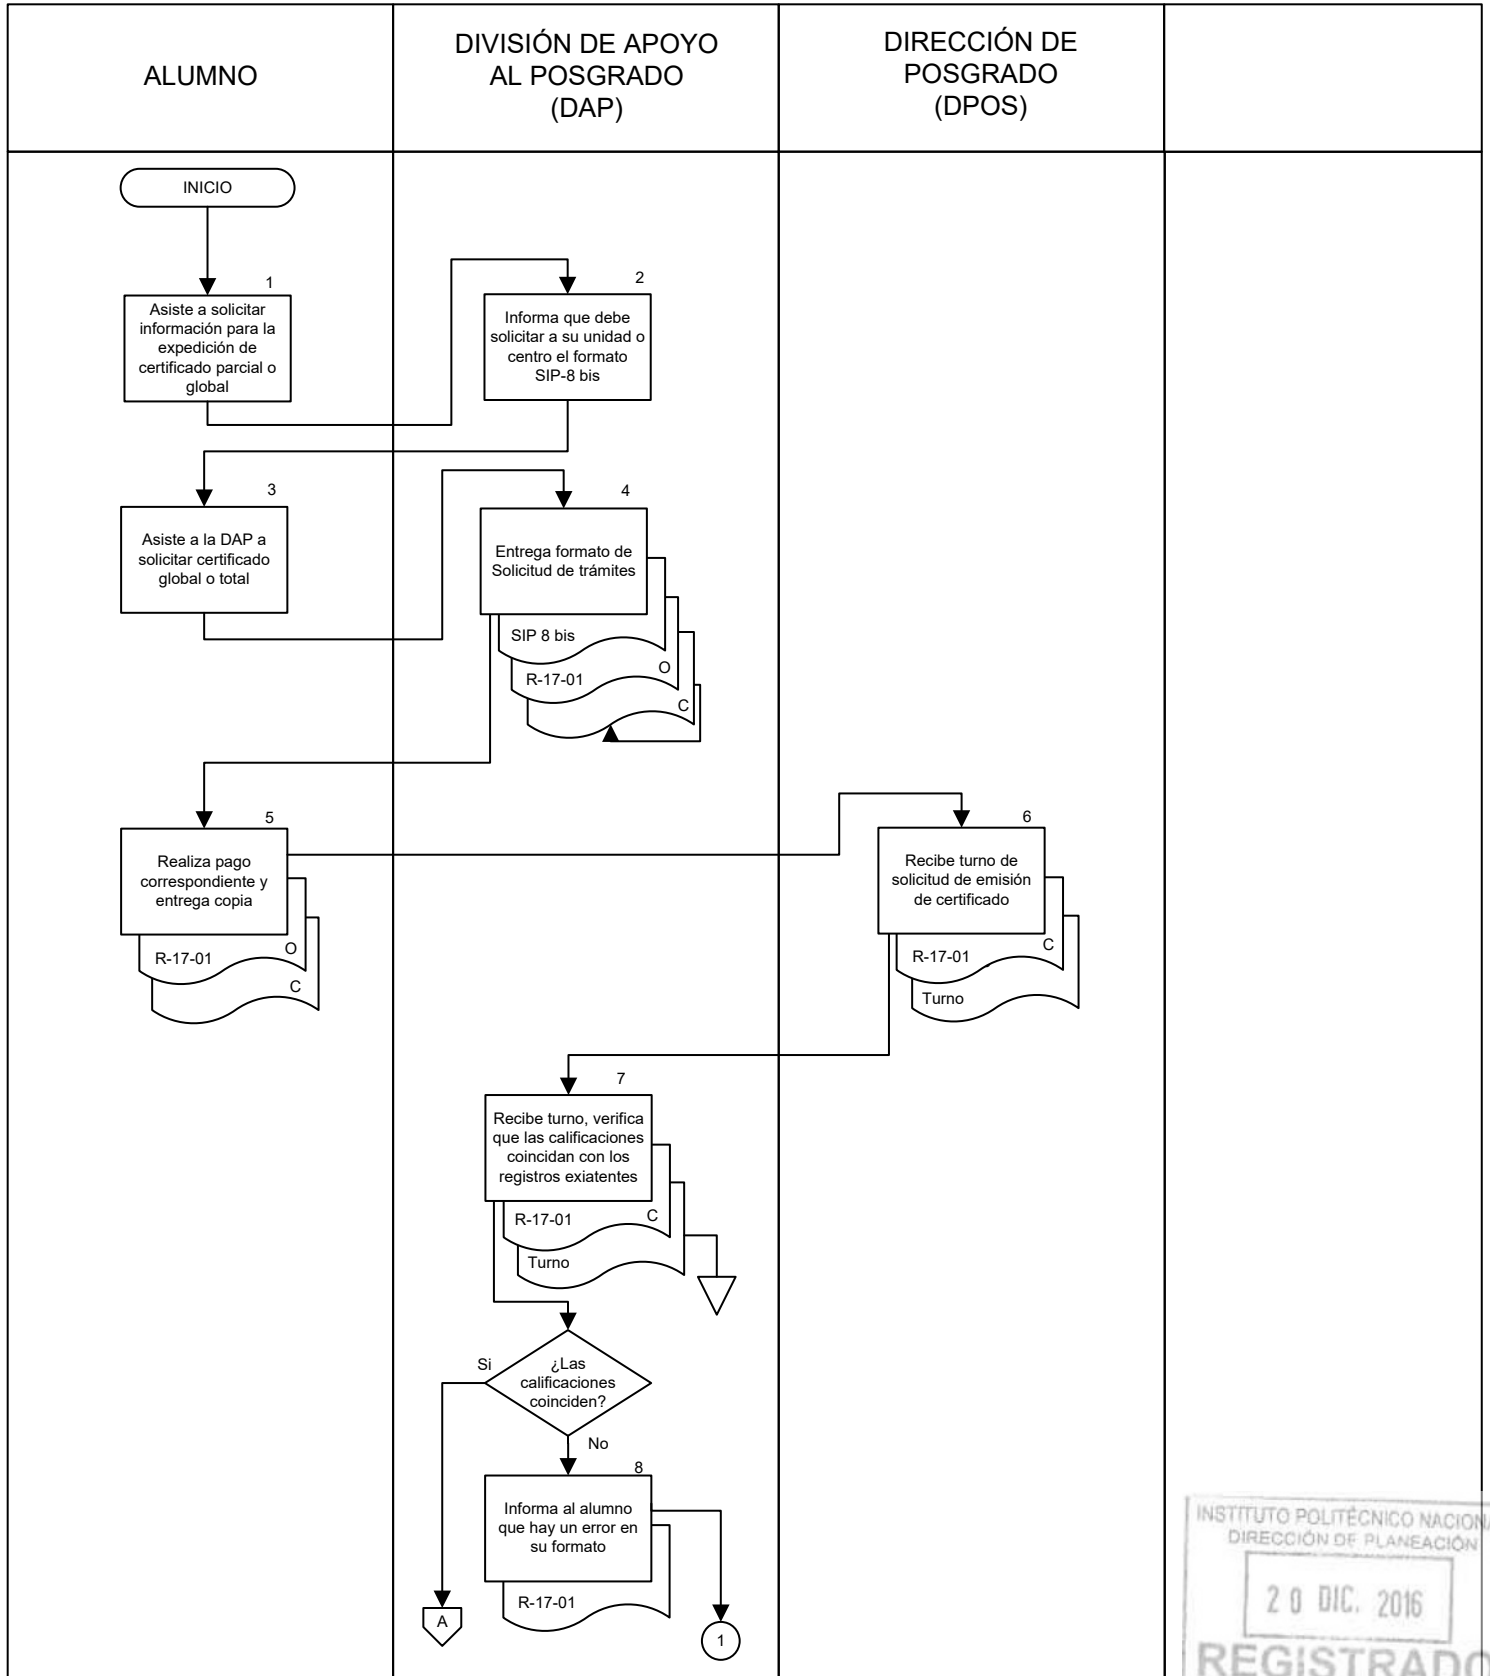 ALUMNO
DIVISIÓN DE APOYO
AL POSGRADO
(DAP)
DIRECCIÓN DE
POSGRADO
(DPOS)
INICIO
1
Asiste a solicitar
información para la
expedición de
certificado parcial o
global
2
Informa que debe
solicitar a su unidad o
centro el formato
SIP-8 bis
3
Asiste a la DAP a
solicitar certificado
global o total
4
Entrega formato de
Solicitud de trámites
SIP 8 bis
R-17-01
O
C
5
Realiza pago
correspondiente y
entrega copia
R-17-01
O
C
6
Recibe turno de
solicitud de emisión
de certificado
R-17-01
C
Turno
7
Recibe turno, verifica
que las calificaciones
coincidan con los
registros exiatentes
R-17-01
C
Turno
¿Las
calificaciones
coinciden?
Si
No
8
Informa al alumno
que hay un error en
su formato
R-17-01
A
1
INSTITUTO POLITÉCNICO NACIONA
DIRECCIÓN DE PLANEACIÓN
20 DIC. 2016
REGISTRADO